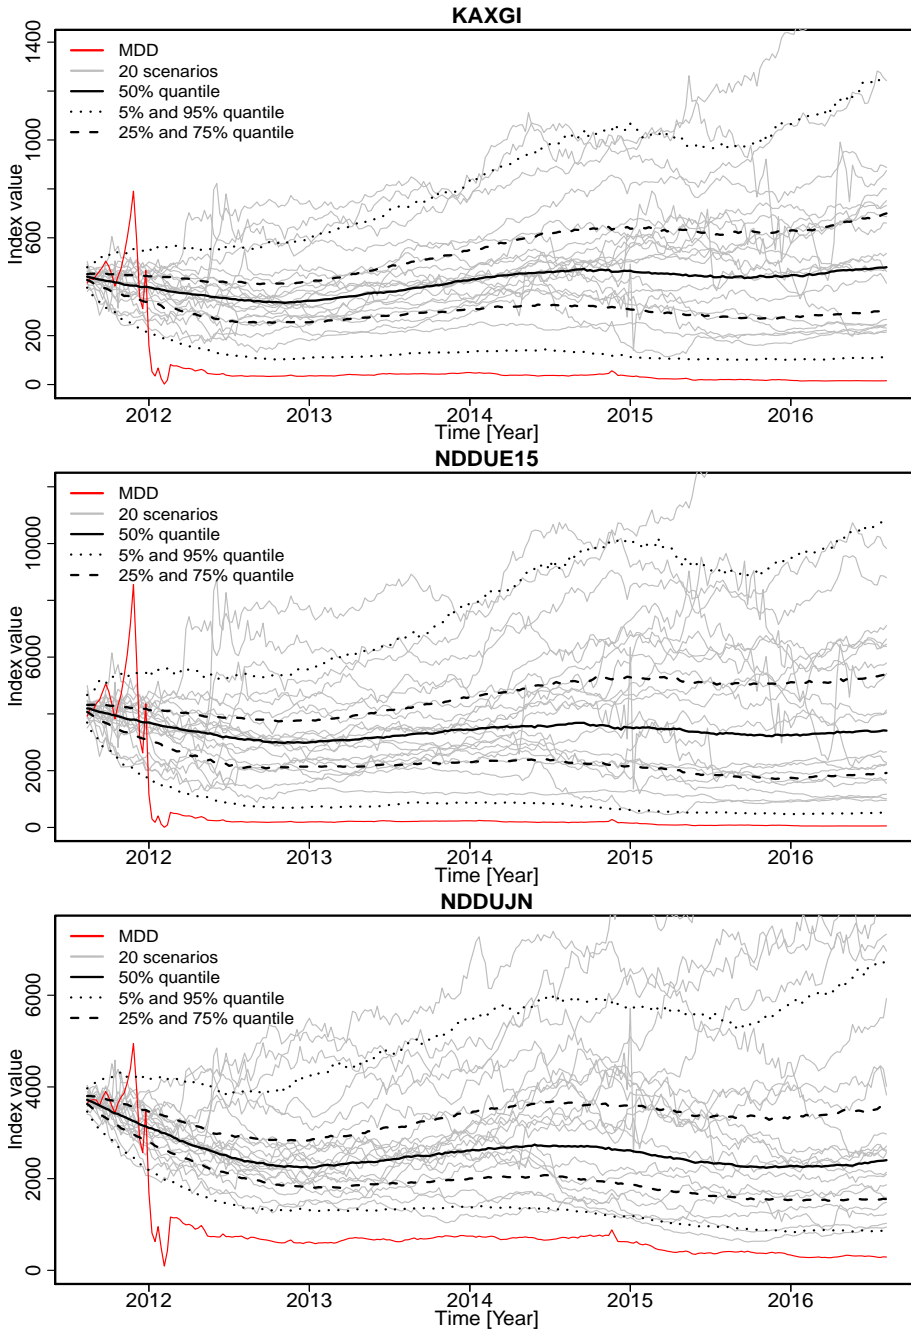 KAXGI
MDD
20 scenarios
50% quantile
5% and 95% quantile
25% and 75% quantile
Index value
0 200 600 1000 1400
2012 2013 2014 2015 2016
Time [Year]
NDDUE15
MDD
20 scenarios
50% quantile
5% and 95% quantile
25% and 75% quantile
Index value
0 2000 6000 10000
2012 2013 2014 2015 2016
Time [Year]
NDDUJN
MDD
20 scenarios
50% quantile
5% and 95% quantile
25% and 75% quantile
Index value
0 2000 4000 6000
2012 2013 2014 2015 2016
Time [Year]